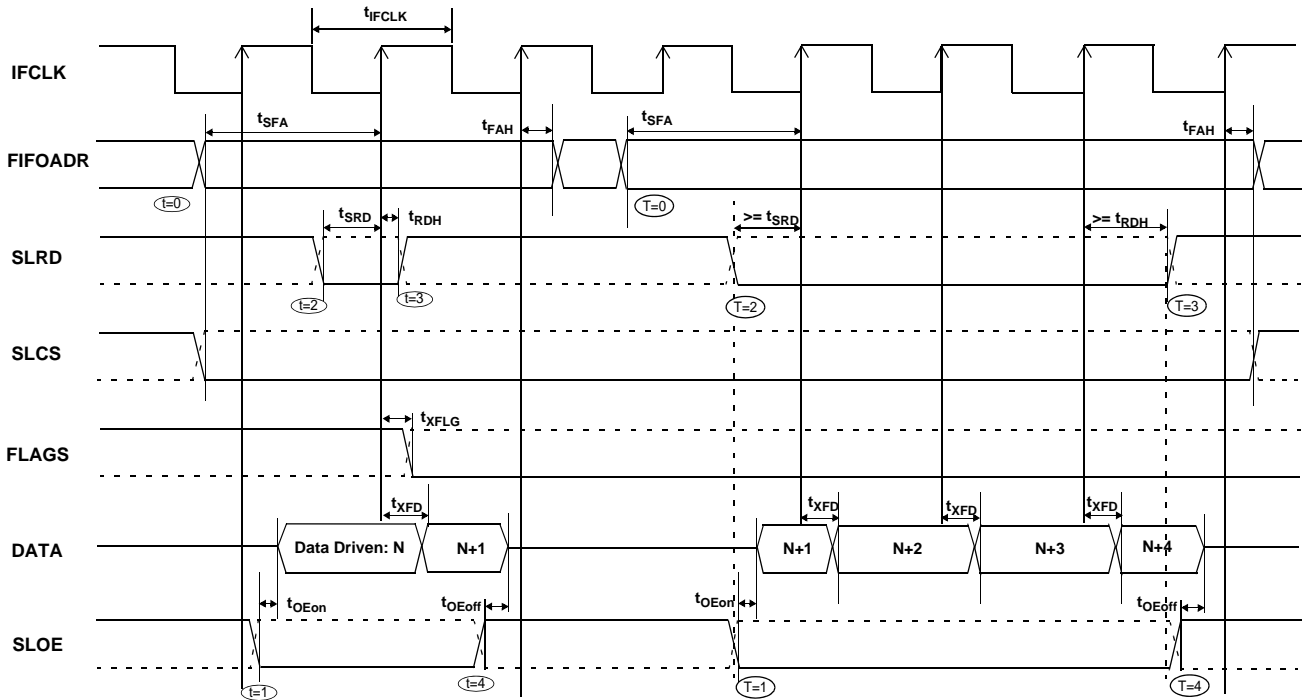 tIFCLK
IFCLK
tSFA
tFAH
tSFA
tFAH
FIFOADR
t=0
T=0
tSRD
tRDH
>= tSRD
>= tRDH
SLRD
t=2
t=3
T=2
T=3
SLCS
tXFLG
FLAGS
tXFD
tXFD
tXFD
tXFD
DATA
Data Driven: N
N+1
N+1
N+2
N+3
N+4
tOEon
tOEoff
tOEon
tOEoff
SLOE
t=1
t=4
T=1
T=4